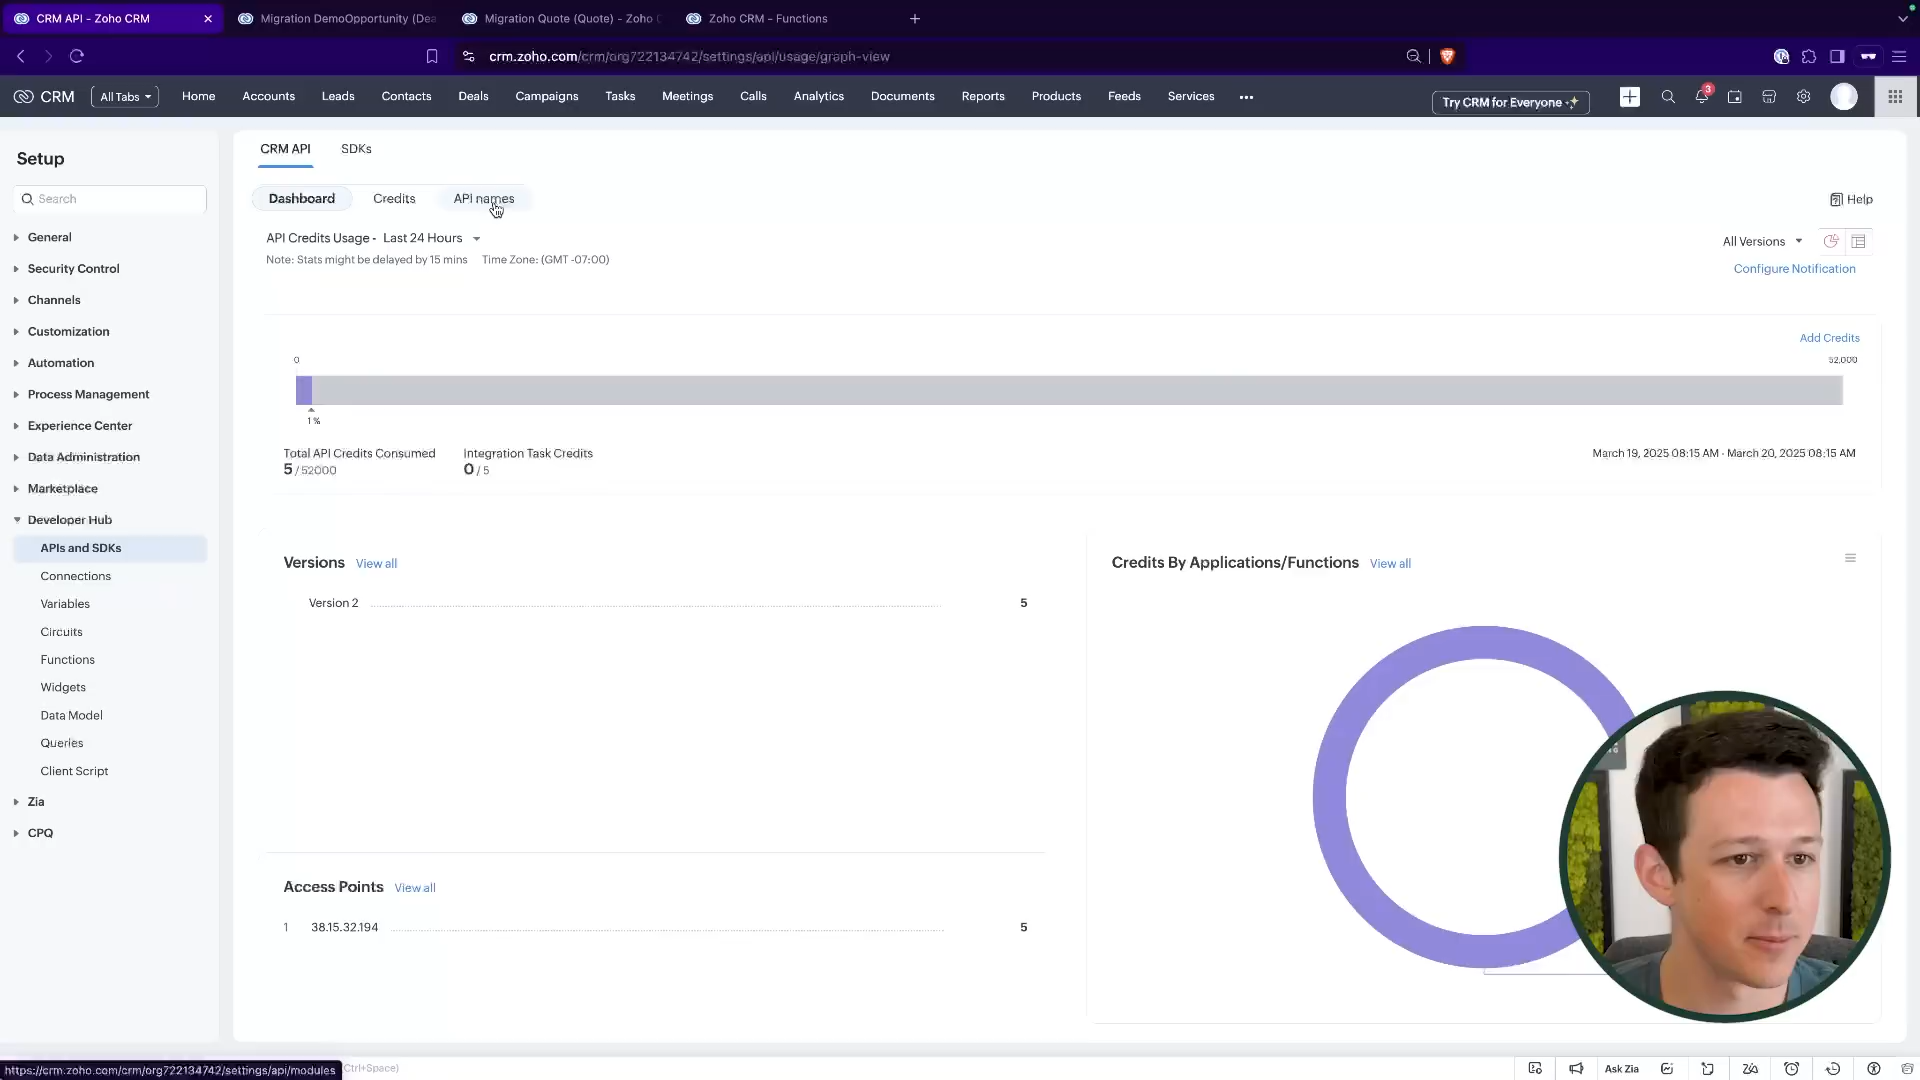 CRM API - Zoho CRM
Migration DemoOpportunity (Dea
Migration Quote (Quote) - Zoho C
Zoho CRM - Functions
crm.zoho.com/crm/org722134742/settings/api/usage/graph-view
CRM
All Tabs
Home
Accounts
Leads
Contacts
Deals
Campaigns
Tasks
Meetings
Calls
Analytics
Documents
Reports
Products
Feeds
Services
Try CRM for Everyone
3
Setup
Search
General
Security Control
Channels
Customization
Automation
Process Management
Experience Center
Data Administration
Marketplace
Developer Hub
APIs and SDKs
Connections
Variables
Circuits
Functions
Widgets
Data Model
Queries
Client Script
Zia
CPQ
CRM API
SDKs
Dashboard
Credits
API names
Help
API Credits Usage - Last 24 Hours
Note: Stats might be delayed by 15 mins Time Zone: (GMT -07:00)
All Versions
Configure Notification
Add Credits
0
52,000
1 %
Total API Credits Consumed
5 / 52000
Integration Task Credits
0 / 5
March 19, 2025 08:15 AM - March 20, 2025 08:15 AM
Versions View all
Version 2 5
Credits By Applications/Functions View all
Access Points View all
1 38.15.32.194 5
https://crm.zoho.com/crm/org722134742/settings/api/modules
Ctrl+Space)
Ask Zia